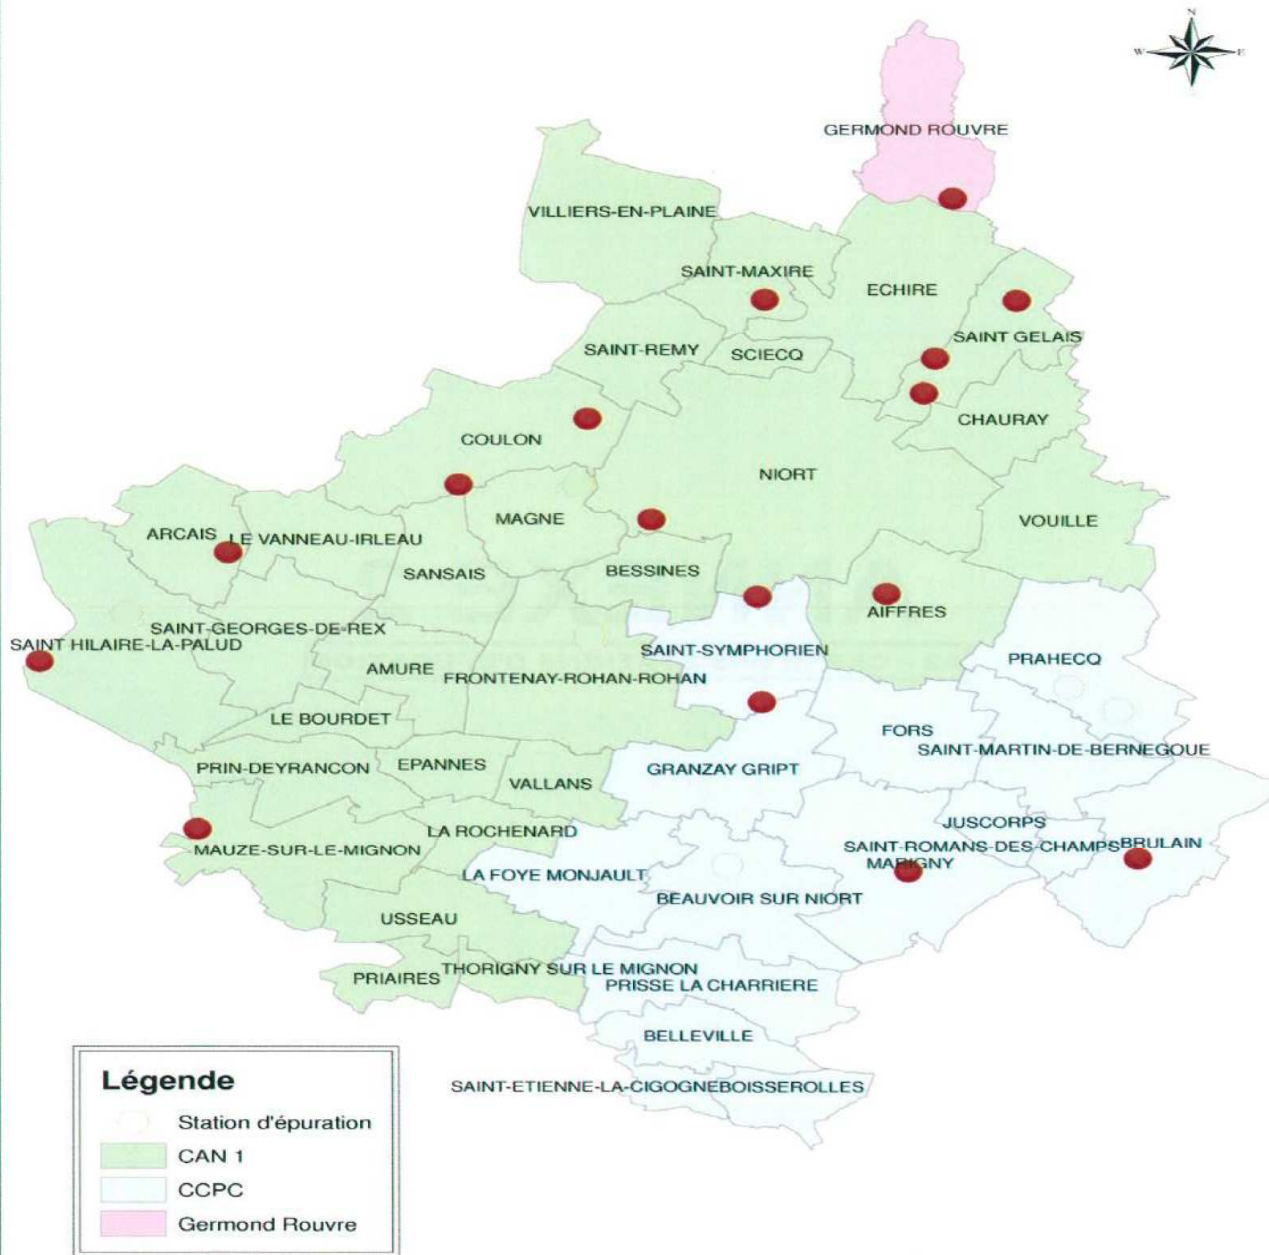 N
W E
GERMOND ROUVRE
VILLIERS-EN-PLAINE
SAINT-MAXIRE
ECHIRE
SAINT GELAIS
SAINT-REMY
SCIECQ
CHAURAY
COULON
NIORT
MAGNE
VOUILLE
ARCAIS
LE VANNEAU-IRLEAU
SANSAIS
BESSINES
AIFFRES
SAINT-GEORGES-DE-REX
SAINT HILAIRE-LA-PALUD
SAINT-SYMPHORIEN
PRAHECQ
AMURE
FRONTENAY-ROHAN-ROHAN
LE BOURDET
FORS
SAINT-MARTIN-DE-BERNEGOUE
PRIN-DEYRANCON
EPANNES
VALLANS
GRANZAY GRIPT
LA ROCHENARD
JUSCORPS
MAUZE-SUR-LE-MIGNON
SAINT-ROMANS-DES-CHAMPS
BRULAIN
MARIGNY
LA FOYE MONJAULT
BEAUVOIR SUR NIORT
USSEAU
PRIAIRES
THORIGNY SUR LE MIGNON
PRISSE LA CHARRIERE
BELLEVILLE
SAINT-ETIENNE-LA-CIGOGNE
BOISSEROLLES
Légende
Station d'épuration
CAN 1
CCPC
Germond Rouvre